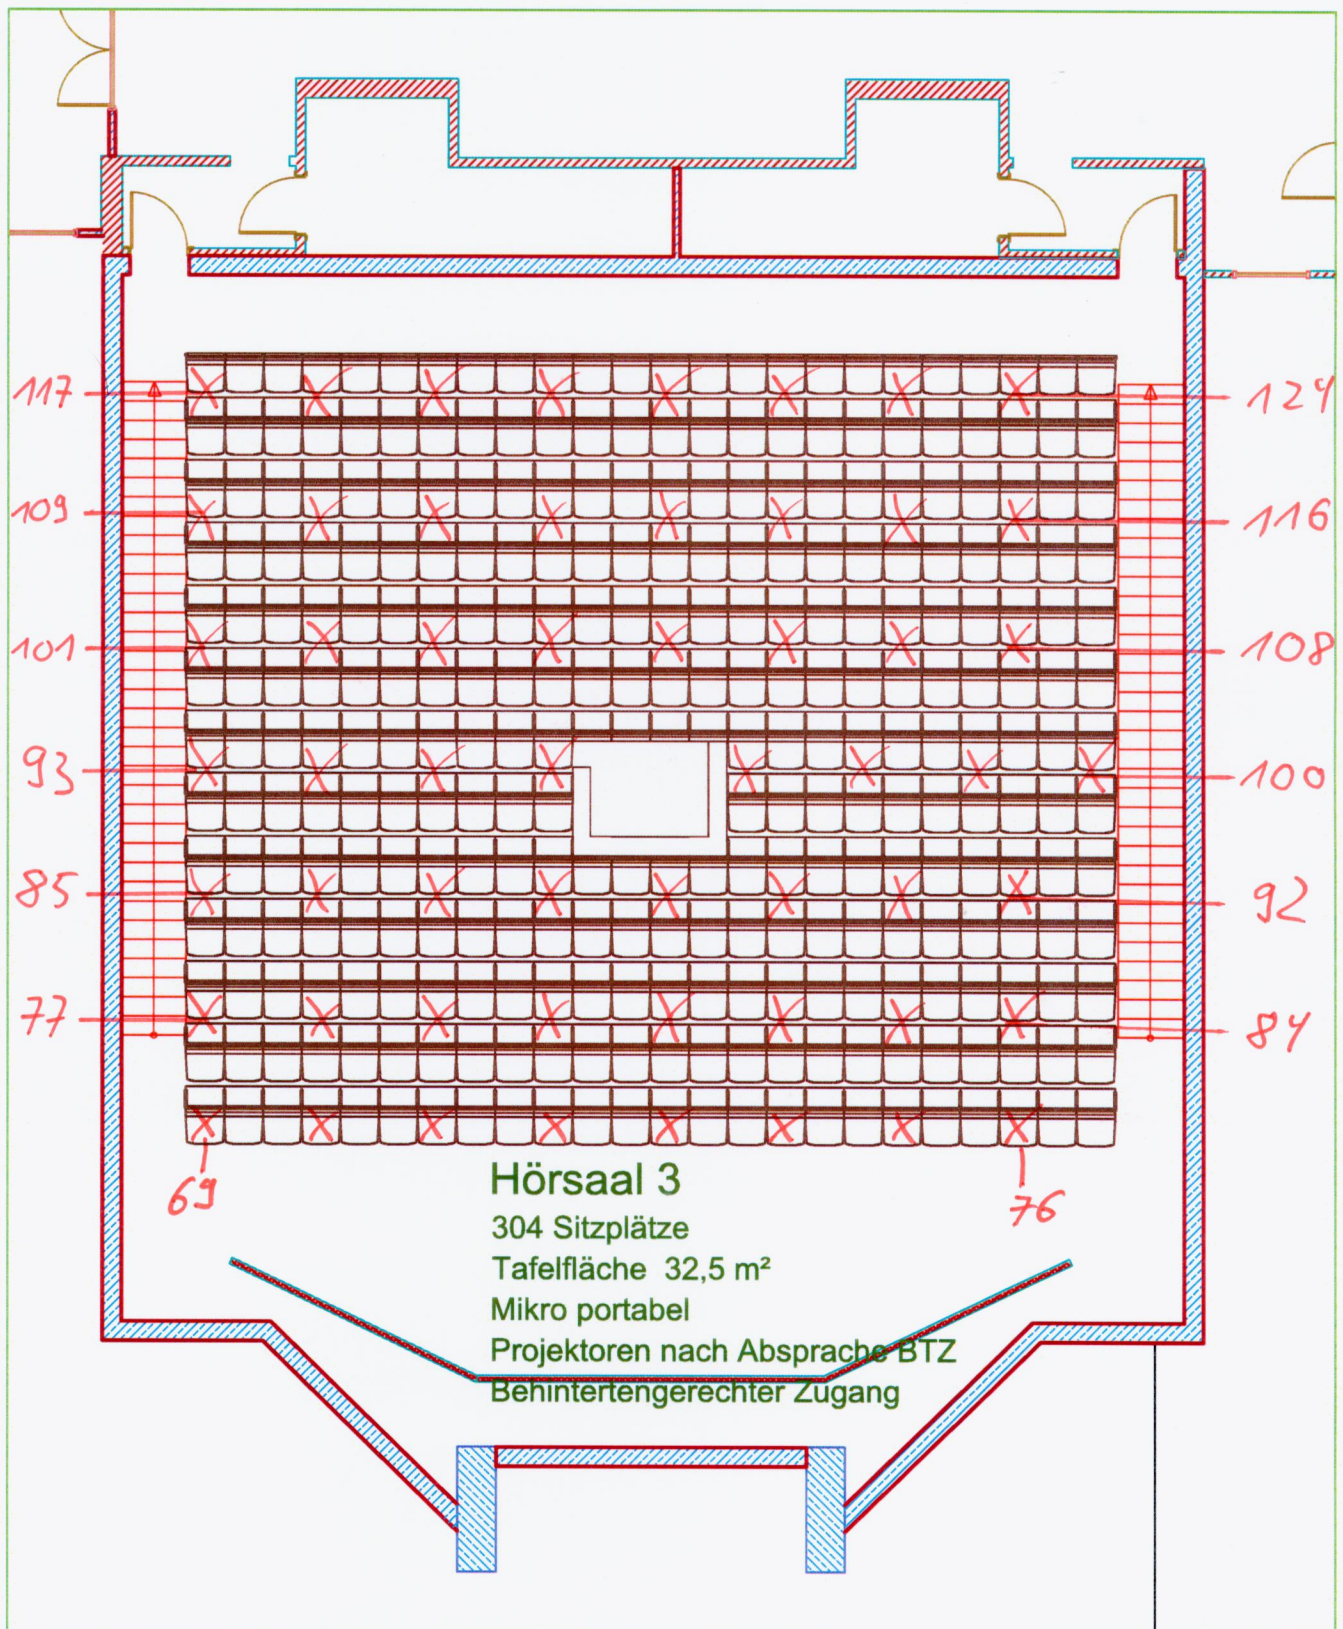 117
124
109
116
101
108
93
100
85
92
77
84
69
76
Hörsaal 3
304 Sitzplätze
Tafelfläche 32,5 m²
Mikro portabel
Projektoren nach Absprache BTZ
Behintertengerechter Zugang